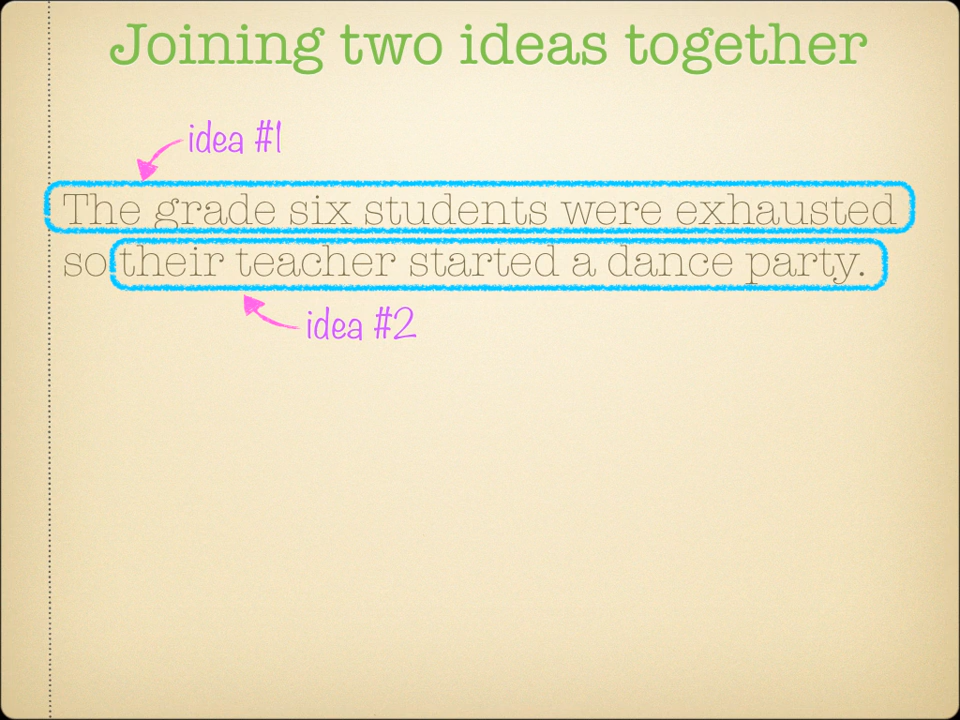 Joining two ideas together
idea #1
The grade six students were exhausted
so their teacher started a dance party.
idea #2